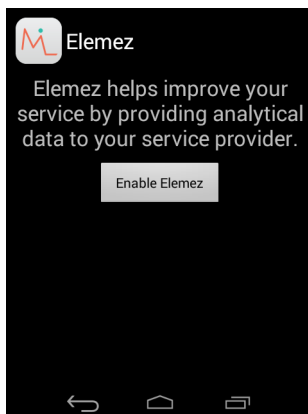 Elemez
Elemez helps improve your
service by providing analytical
data to your service provider.
Enable Elemez